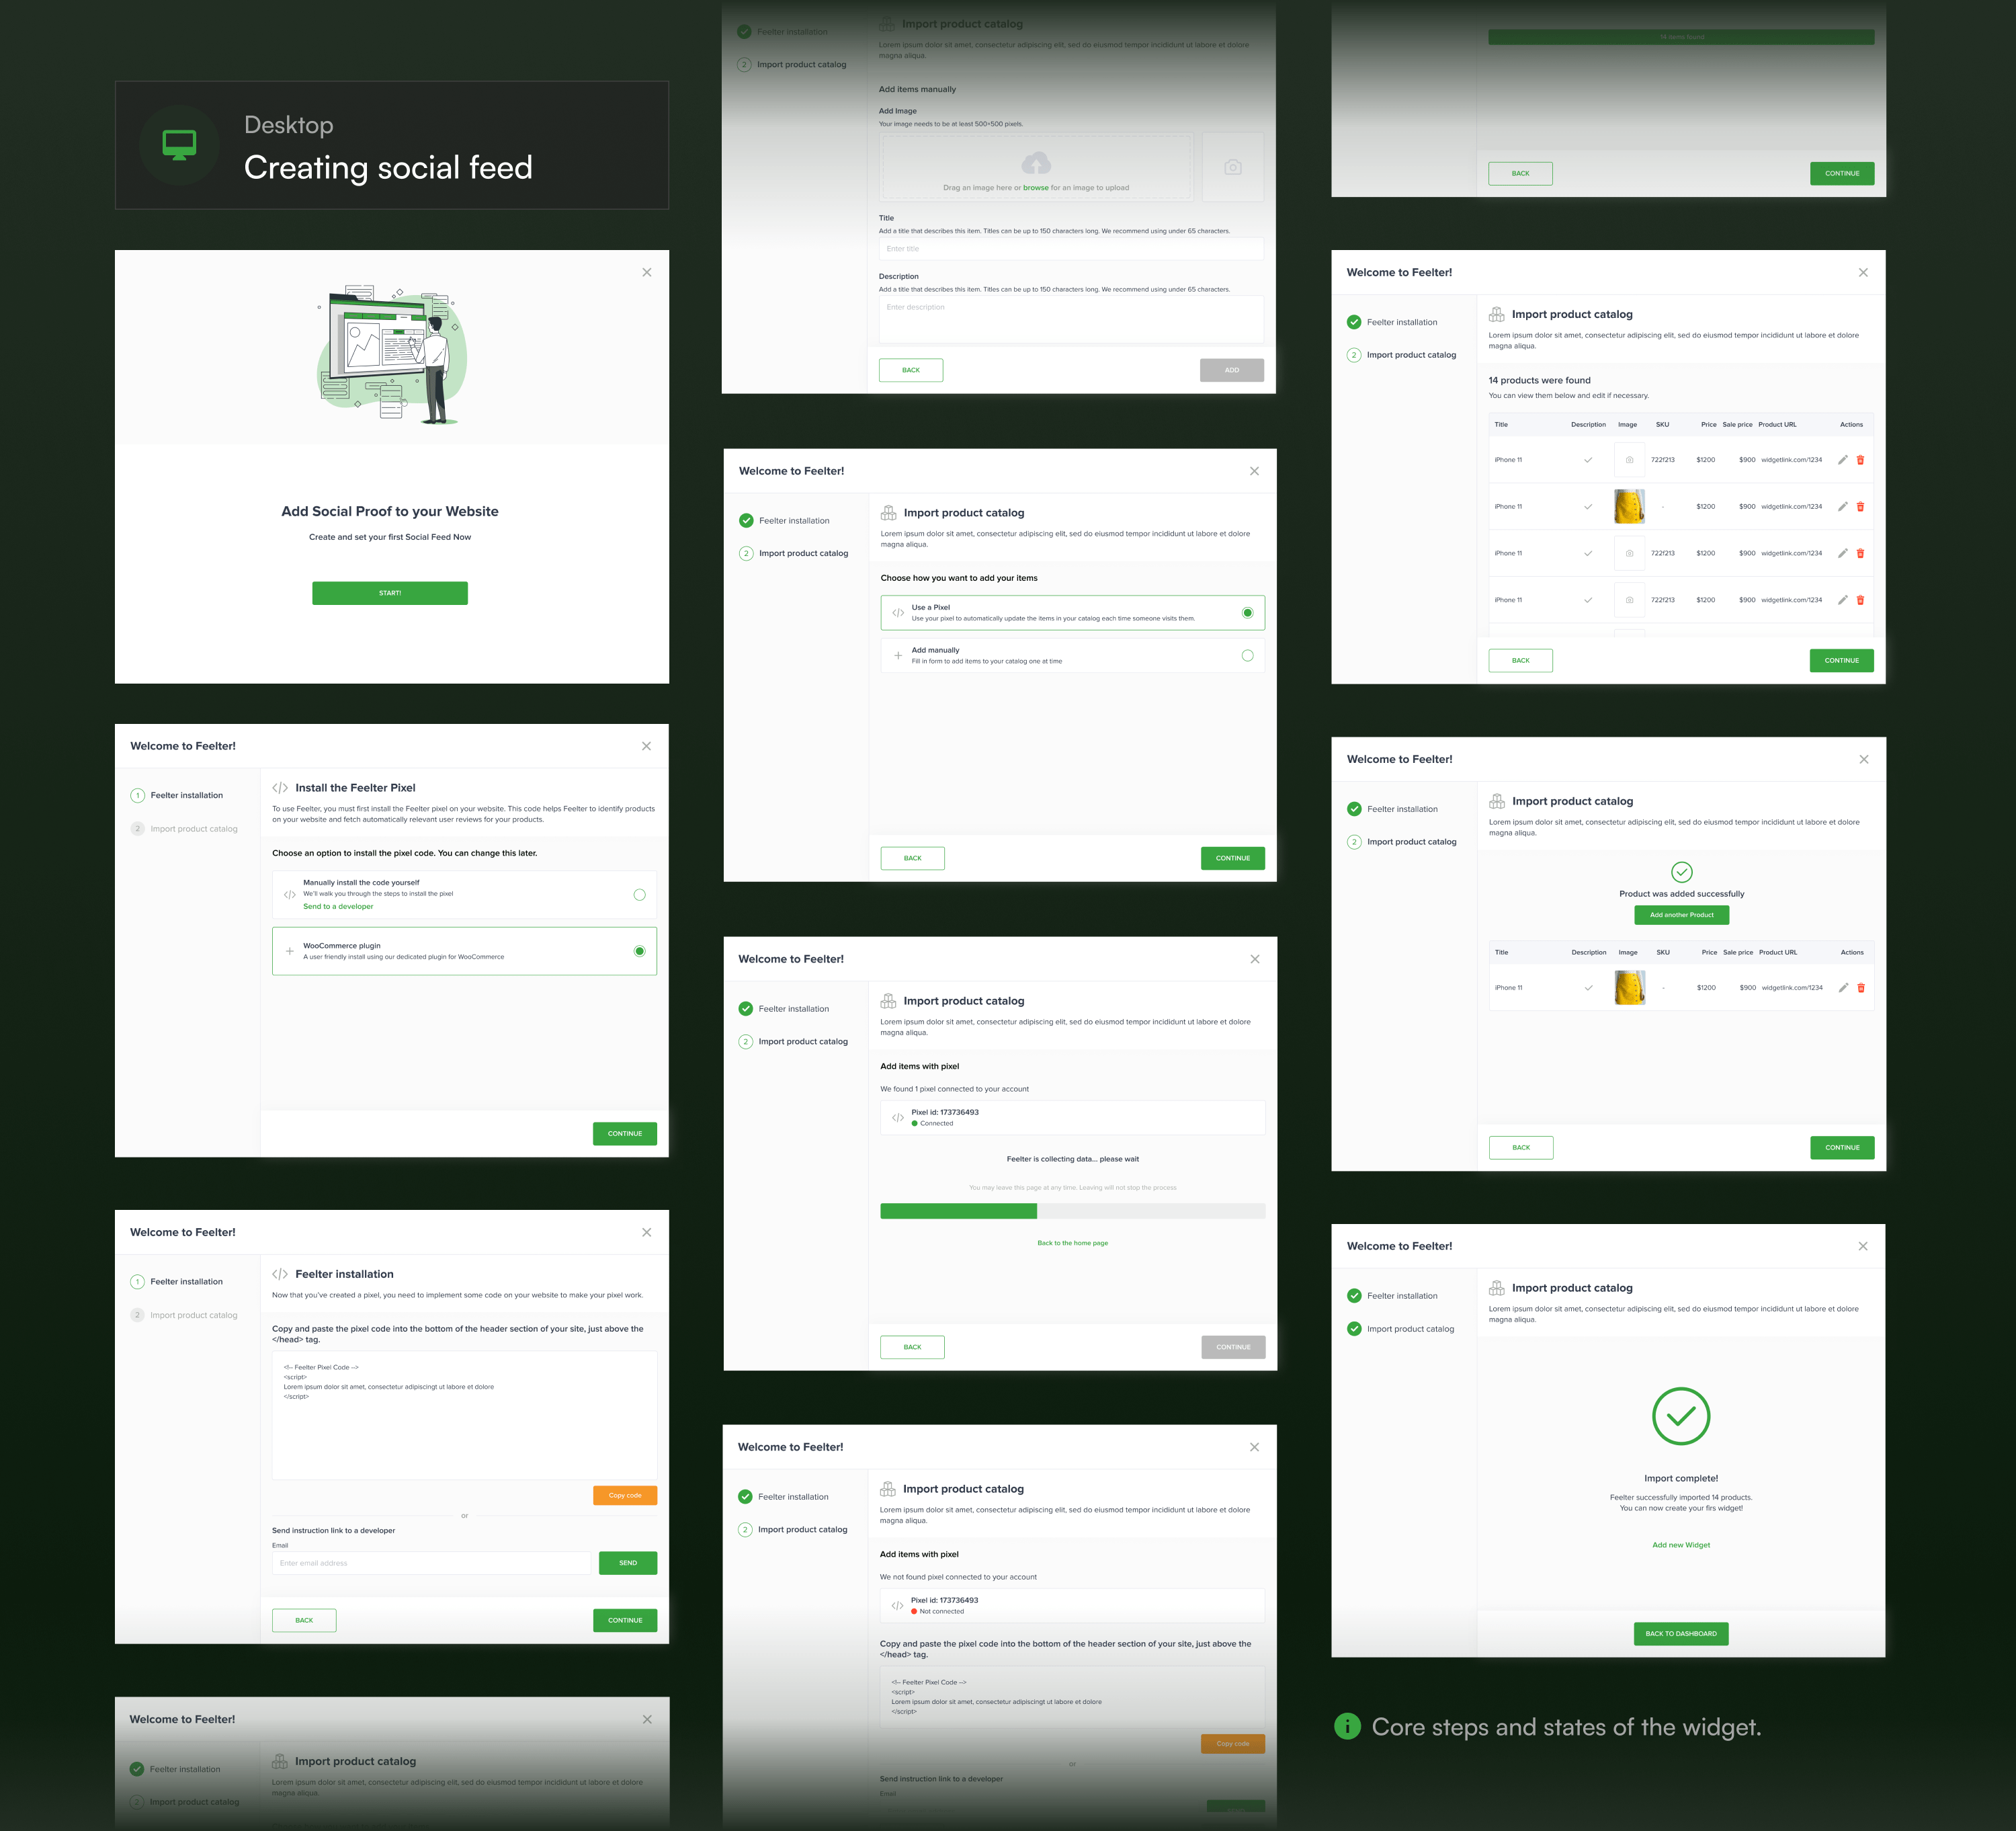 Desktop
Creating social feed
Add Social Proof to your Website
Create and set your first Social Feed Now
START!
Welcome to Feelter!
1 Feelter installation
2 Import product catalog
Install the Feelter Pixel
To use Feelter, you must first install the Feelter pixel on your website. This code helps Feelter to identify products
on your website and fetch automatically relevant user reviews for your products.
Choose an option to install the pixel code. You can change this later.
Manually install the code yourself
We'll walk you through the steps to install the pixel
Send to a developer
WooCommerce plugin
A user friendly install using our dedicated plugin for WooCommerce
CONTINUE
Welcome to Feelter!
1 Feelter installation
2 Import product catalog
Feelter installation
Now that you've created a pixel, you need to implement some code on your website to make your pixel work.
Copy and paste the pixel code into the bottom of the header section of your site, just above the
</head> tag.
<!-- Feelter Pixel Code -->
<script>
Lorem ipsum dolor sit amet, consectetur adipiscingt ut labore et dolore
</script>
Copy code
or
Send instruction link to a developer
Email
Enter email address
SEND
BACK
CONTINUE
Welcome to Feelter!
Feelter installation
2 Import product catalog
Import product catalog
Lorem ipsum dolor sit amet, consectetur adipiscing elit, sed do eiusmod tempor incididunt ut labore et dolore
magna aliqua.
Feelter installation
2 Import product catalog
Import product catalog
Lorem ipsum dolor sit amet, consectetur adipiscing elit, sed do eiusmod tempor incididunt ut labore et dolore
magna aliqua.
Add items manually
Add Image
Your image needs to be at least 500×500 pixels.
Drag an image here or browse for an image to upload
Title
Add a title that describes this item. Titles can be up to 150 characters long. We recommend using under 65 characters.
Enter title
Description
Add a title that describes this item. Titles can be up to 150 characters long. We recommend using under 65 characters.
Enter description
BACK
ADD
Welcome to Feelter!
Feelter installation
2 Import product catalog
Import product catalog
Lorem ipsum dolor sit amet, consectetur adipiscing elit, sed do eiusmod tempor incididunt ut labore et dolore
magna aliqua.
Choose how you want to add your items
Use a Pixel
Use your pixel to automatically update the items in your catalog each time someone visits them.
Add manually
Fill in form to add items to your catalog one at time
BACK
CONTINUE
Welcome to Feelter!
Feelter installation
2 Import product catalog
Import product catalog
Lorem ipsum dolor sit amet, consectetur adipiscing elit, sed do eiusmod tempor incididunt ut labore et dolore
magna aliqua.
Add items with pixel
We found 1 pixel connected to your account
Pixel id: 173736493
Connected
Feelter is collecting data... please wait
You may leave this page at any time. Leaving will not stop the process
Back to the home page
BACK
CONTINUE
Welcome to Feelter!
Feelter installation
2 Import product catalog
Import product catalog
Lorem ipsum dolor sit amet, consectetur adipiscing elit, sed do eiusmod tempor incididunt ut labore et dolore
magna aliqua.
Add items with pixel
We not found pixel connected to your account
Pixel id: 173736493
Not connected
Copy and paste the pixel code into the bottom of the header section of your site, just above the
</head> tag.
<!-- Feelter Pixel Code -->
<script>
Lorem ipsum dolor sit amet, consectetur adipiscingt ut labore et dolore
</script>
Copy code
or
Send instruction link to a developer
Email
14 items found
BACK
CONTINUE
Welcome to Feelter!
Feelter installation
2 Import product catalog
Import product catalog
Lorem ipsum dolor sit amet, consectetur adipiscing elit, sed do eiusmod tempor incididunt ut labore et dolore
magna aliqua.
14 products were found
You can view them below and edit if necessary.
Title Description Image SKU Price Sale price Product URL Actions
iPhone 11 722f213 $1200 $900 widgetlink.com/1234
iPhone 11 - $1200 $900 widgetlink.com/1234
iPhone 11 722f213 $1200 $900 widgetlink.com/1234
iPhone 11 722f213 $1200 $900 widgetlink.com/1234
BACK
CONTINUE
Welcome to Feelter!
Feelter installation
2 Import product catalog
Import product catalog
Lorem ipsum dolor sit amet, consectetur adipiscing elit, sed do eiusmod tempor incididunt ut labore et dolore
magna aliqua.
Product was added successfully
Add another Product
Title Description Image SKU Price Sale price Product URL Actions
iPhone 11 - $1200 $900 widgetlink.com/1234
BACK
CONTINUE
Welcome to Feelter!
Feelter installation
Import product catalog
Import product catalog
Lorem ipsum dolor sit amet, consectetur adipiscing elit, sed do eiusmod tempor incididunt ut labore et dolore
magna aliqua.
Import complete!
Feelter successfully imported 14 products.
You can now create your firs widget!
Add new Widget
BACK TO DASHBOARD
Core steps and states of the widget.